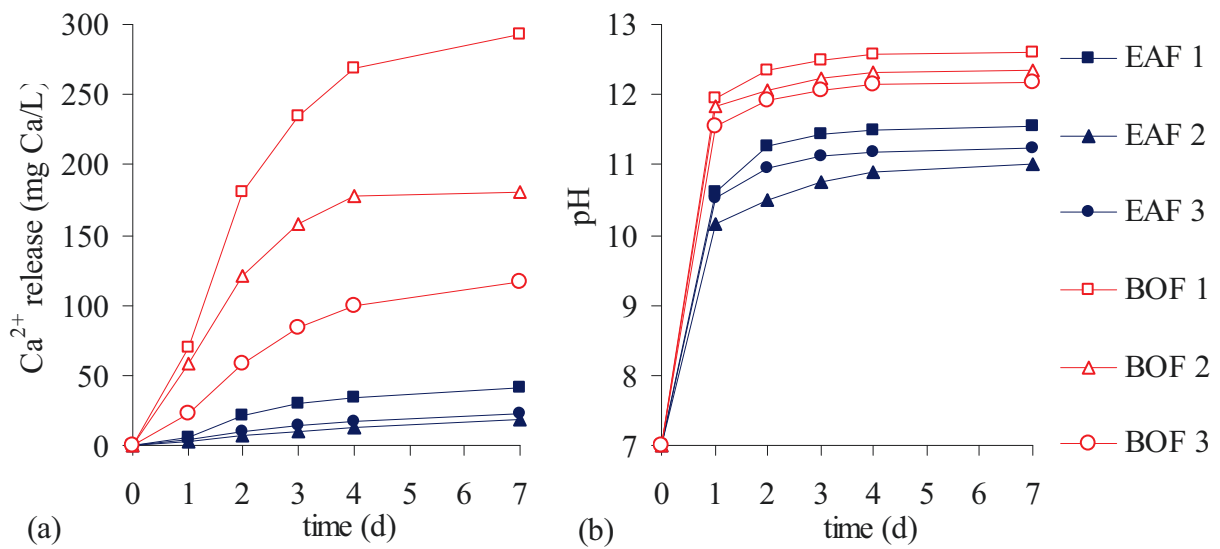 300
250
200
150
100
50
0
Ca2+ release (mg Ca/L)
0 1 2 3 4 5 6 7
time (d)
(a)
13
12
11
10
9
8
7
pH
0 1 2 3 4 5 6 7
time (d)
(b)
EAF 1
EAF 2
EAF 3
BOF 1
BOF 2
BOF 3